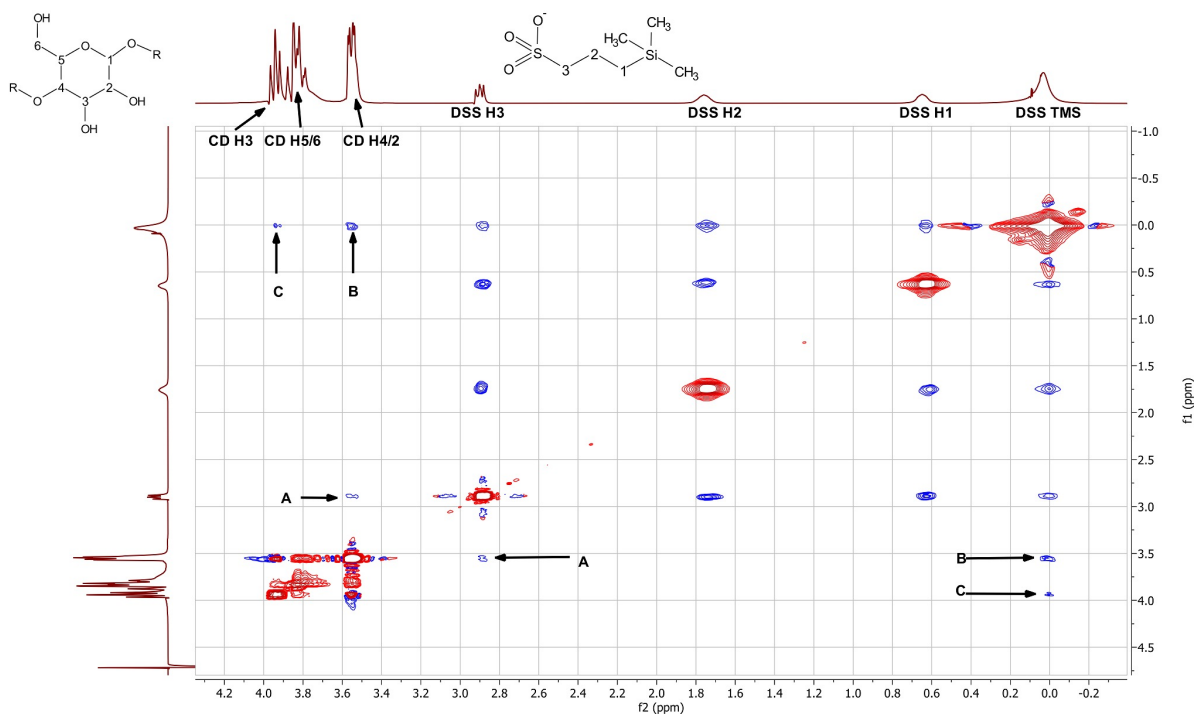 OH
6
5
O
1
O
R
R
O
4
3
2
OH
OH
O-
O
S
O
3
2
1
H3C
CH3
Si
CH3
DSS H3
DSS H2
DSS H1
DSS TMS
CD H3
CD H5/6
CD H4/2
C
B
A
A
B
C
-1.0
-0.5
-0.0
0.5
1.0
1.5
2.0
2.5
3.0
3.5
4.0
4.5
f1 (ppm)
4.2 4.0 3.8 3.6 3.4 3.2 3.0 2.8 2.6 2.4 2.2 2.0 1.8 1.6 1.4 1.2 1.0 0.8 0.6 0.4 0.2 0.0 -0.2
f2 (ppm)